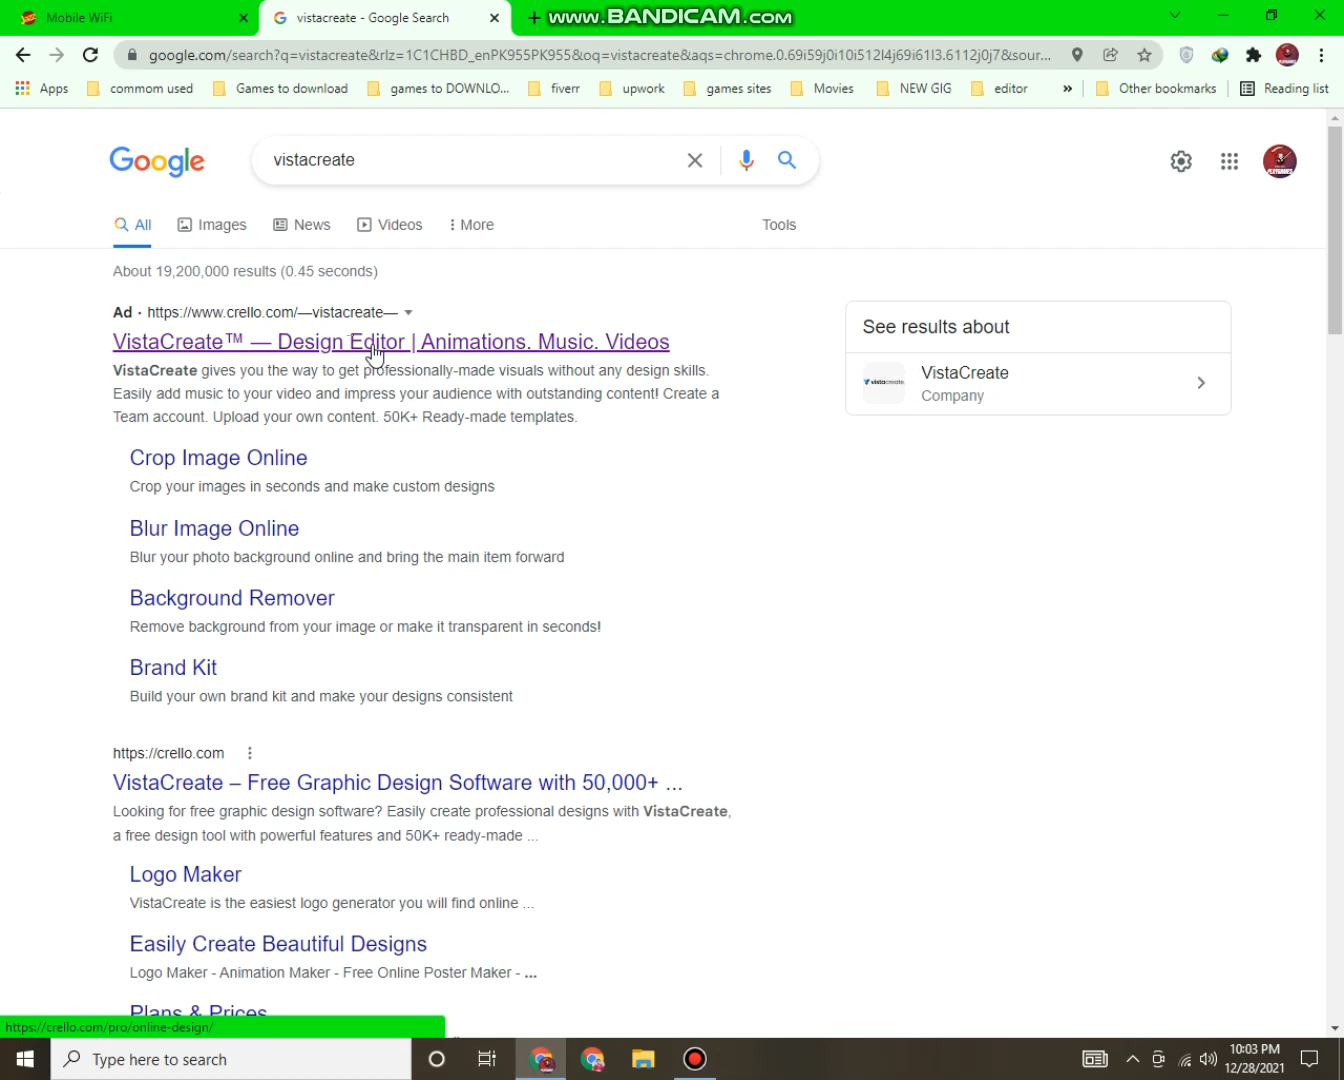 Mobile WiFi
vistacreate - Google Search
www.BANDICAM.com
google.com/search?q=vistacreate&rlz=1C1CHBD_enPK955PK955&oq=vistacreate&aqs=chrome.0.69i59j0i10i512l4j69i61l3.6112j0j7&sour...
Apps
commom used
Games to download
games to DOWNLO...
fiverr
upwork
games sites
Movies
NEW GIG
editor
»
Other bookmarks
Reading list
Google
vistacreate
All
Images
News
Videos
More
Tools
About 19,200,000 results (0.45 seconds)
Ad · https://www.crello.com/—vistacreate—
VistaCreate™ — Design Editor | Animations. Music. Videos
VistaCreate gives you the way to get professionally-made visuals without any design skills.
Easily add music to your video and impress your audience with outstanding content! Create a
Team account. Upload your own content. 50K+ Ready-made templates.
Crop Image Online
Crop your images in seconds and make custom designs
Blur Image Online
Blur your photo background online and bring the main item forward
Background Remover
Remove background from your image or make it transparent in seconds!
Brand Kit
Build your own brand kit and make your designs consistent
See results about
vistacreate
VistaCreate
Company
https://crello.com
VistaCreate – Free Graphic Design Software with 50,000+ ...
Looking for free graphic design software? Easily create professional designs with VistaCreate,
a free design tool with powerful features and 50K+ ready-made ...
Logo Maker
VistaCreate is the easiest logo generator you will find online ...
Easily Create Beautiful Designs
Logo Maker - Animation Maker - Free Online Poster Maker - ...
Plans & Prices
https://crello.com/pro/online-design/
Type here to search
10:03 PM
12/28/2021